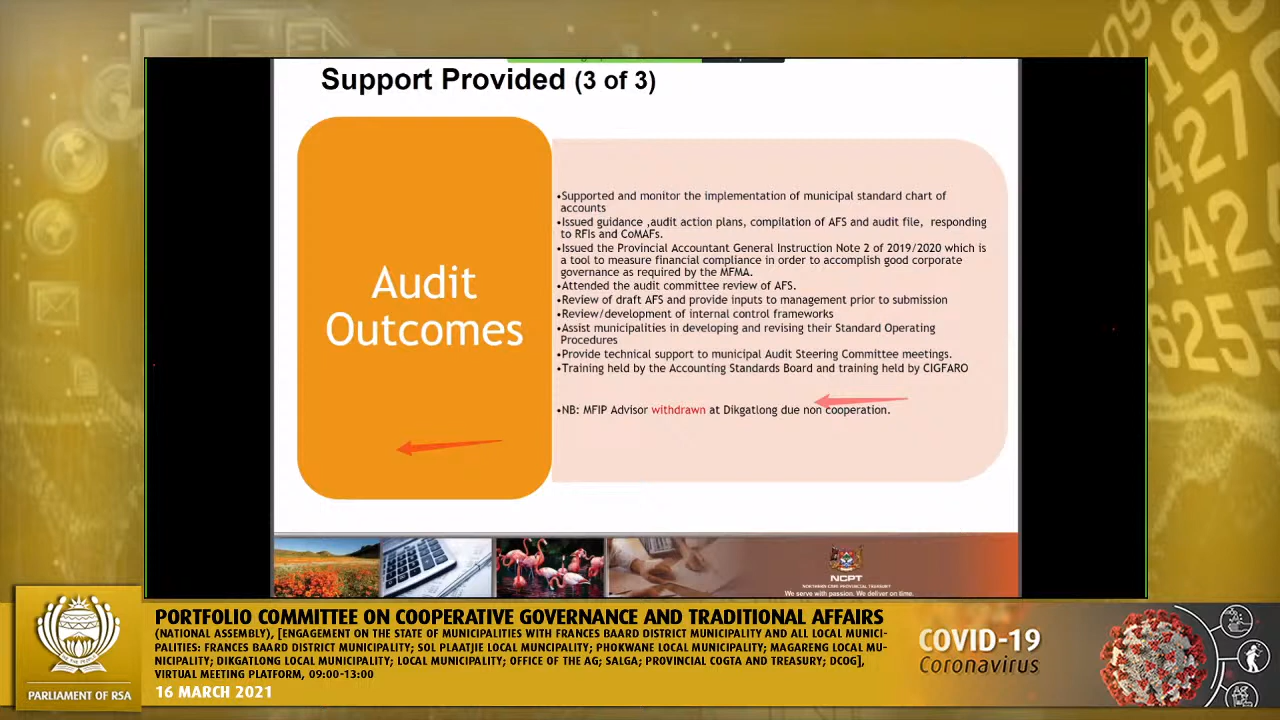 Support Provided (3 of 3)
Audit
Outcomes
•Supported and monitor the implementation of municipal standard chart of
accounts
•Issued guidance ,audit action plans, compilation of AFS and audit file, responding
to RFIs and CoMAFs.
•Issued the Provincial Accountant General Instruction Note 2 of 2019/2020 which is
a tool to measure financial compliance in order to accomplish good corporate
governance as required by the MFMA.
•Attended the audit committee review of AFS.
•Review of draft AFS and provide inputs to management prior to submission
•Review/development of internal control frameworks
•Assist municipalities in developing and revising their Standard Operating
Procedures
•Provide technical support to municipal Audit Steering Committee meetings.
•Training held by the Accounting Standards Board and training held by CIGFARO
•NB: MFIP Advisor withdrawn at Dikgatlong due non cooperation.
NCPT
NORTHERN CAPE PROVINCIAL TREASURY
We serve with passion. We deliver on time.
PARLIAMENT OF RSA
PORTFOLIO COMMITTEE ON COOPERATIVE GOVERNANCE AND TRADITIONAL AFFAIRS
(NATIONAL ASSEMBLY), [ENGAGEMENT ON THE STATE OF MUNICIPALITIES WITH FRANCES BAARD DISTRICT MUNICIPALITY AND ALL LOCAL MUNICI-
PALITIES: FRANCES BAARD DISTRICT MUNICIPALITY; SOL PLAATJIE LOCAL MUNCIPALITY; PHOKWANE LOCAL MUNICIPALITY; MAGARENG LOCAL MU-
NICIPALITY; DIKGATLONG LOCAL MUNICIPALITY; LOCAL MUNICIPALITY; OFFICE OF THE AG; SALGA; PROVINCIAL COGTA AND TREASURY; DCOG],
VIRTUAL MEETING PLATFORM, 09:00-13:00
16 MARCH 2021
COVID-19
Coronavirus